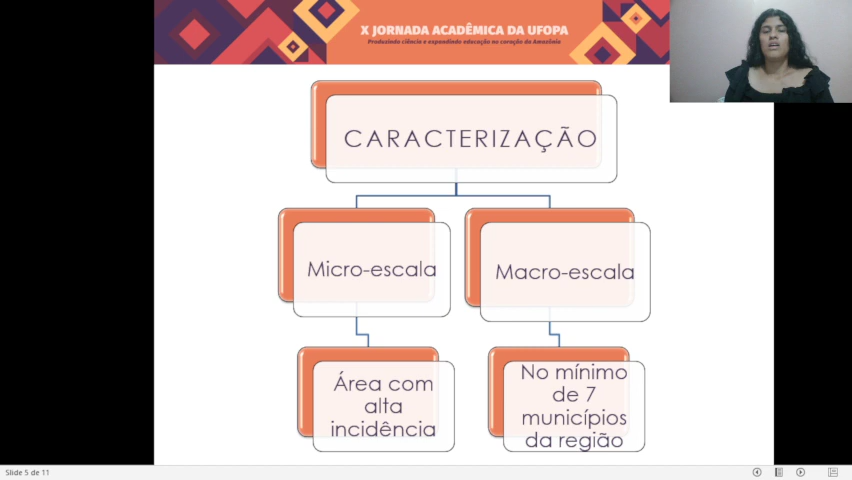 X JORNADA ACADÊMICA DA UFOPA
Produzindo ciência e expandindo educação no coração da Amazônia
CARACTERIZAÇÃO
Micro-escala
Macro-escala
Área com
alta
incidência
No mínimo
de 7
municípios
da região
Slide 5 de 11